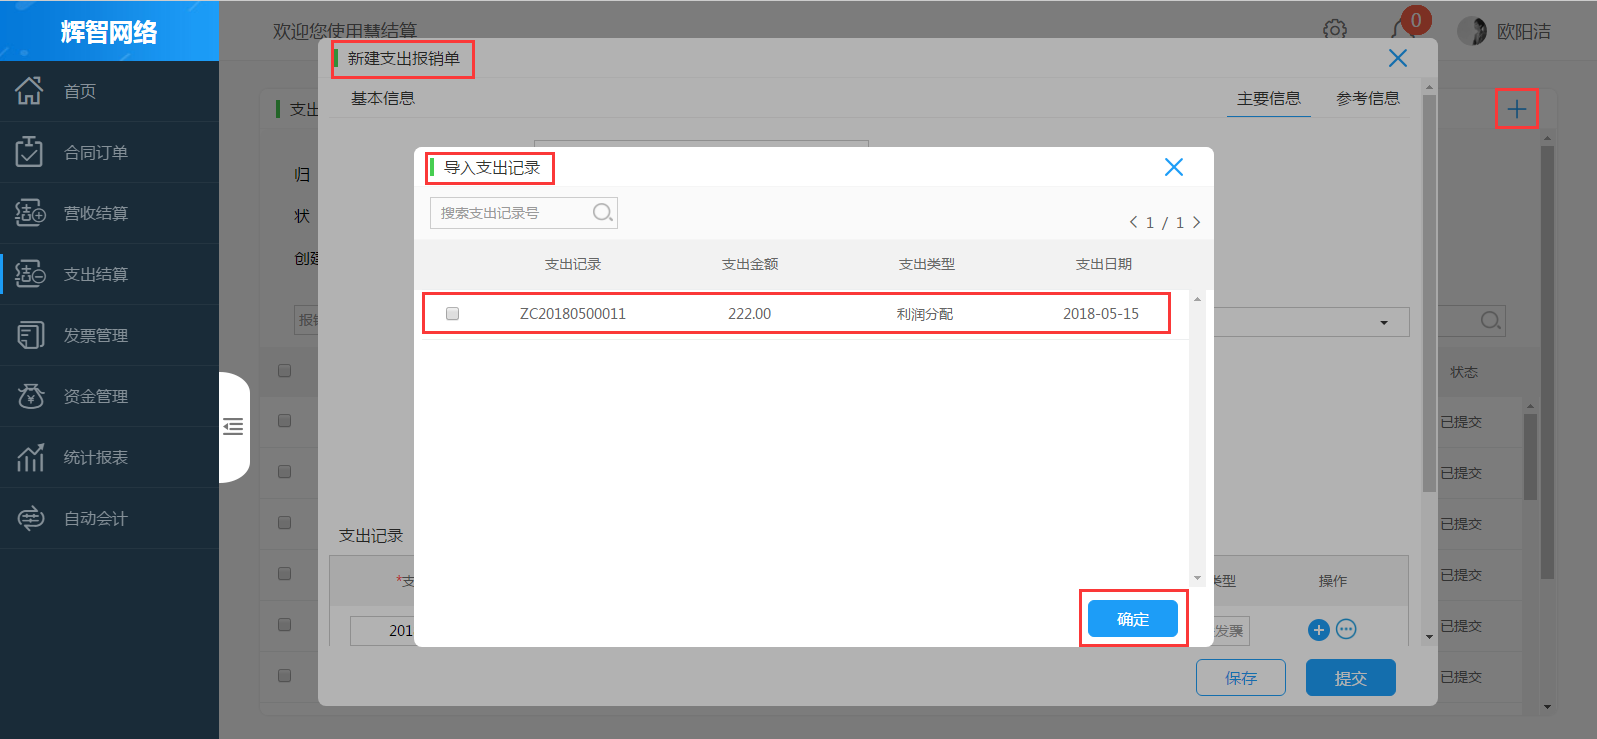 辉智网络
欢迎您使用慧结算
0
欧阳洁
首页
合同订单
营收结算
支出结算
发票管理
资金管理
统计报表
自动会计
支出
归
状
创建
报销
状态
已提交
已提交
已提交
已提交
已提交
已提交
新建支出报销单
基本信息
主要信息
参考信息
支出记录
*支
类型
操作
201
发票
保存
提交
导入支出记录
搜索支出记录号
< 1 / 1 >
支出记录 支出金额 支出类型 支出日期
ZC20180500011 222.00 利润分配 2018-05-15
确定